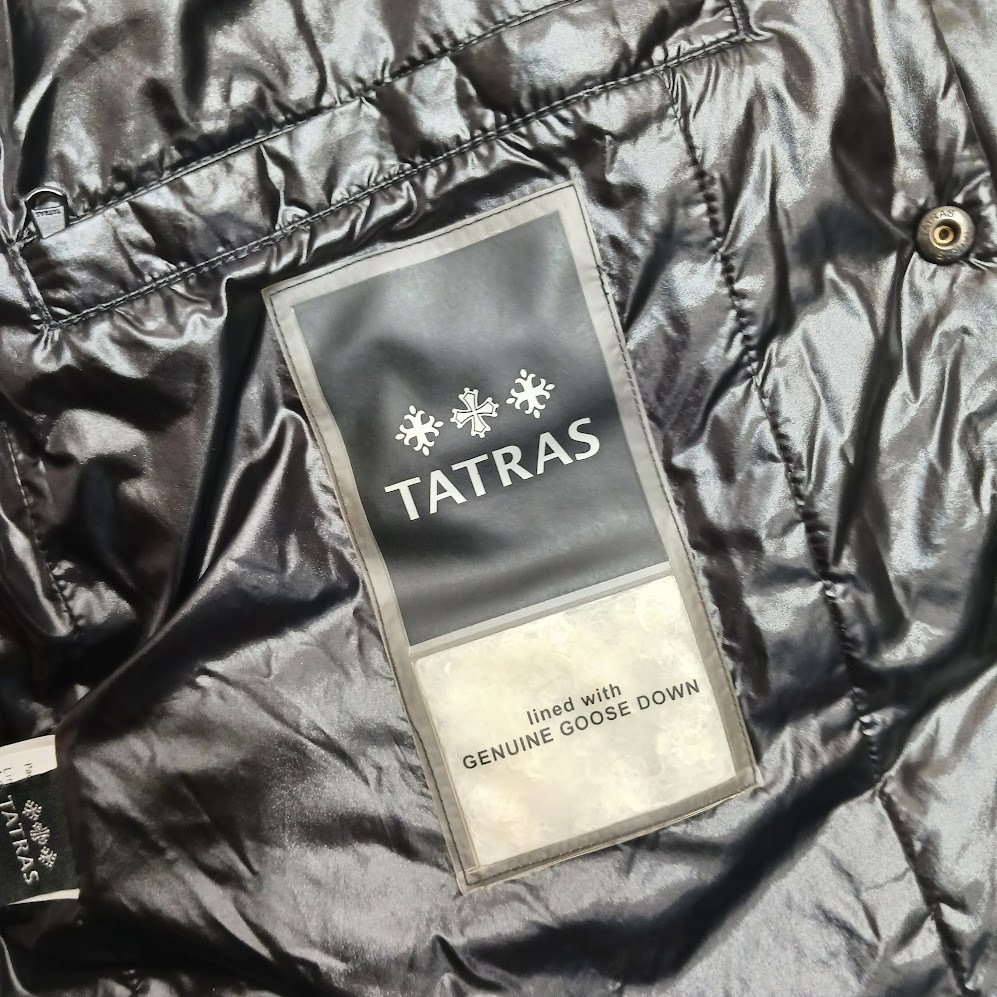 TATRAS
lined with
GENUINE GOOSE DOWN
TATRAS